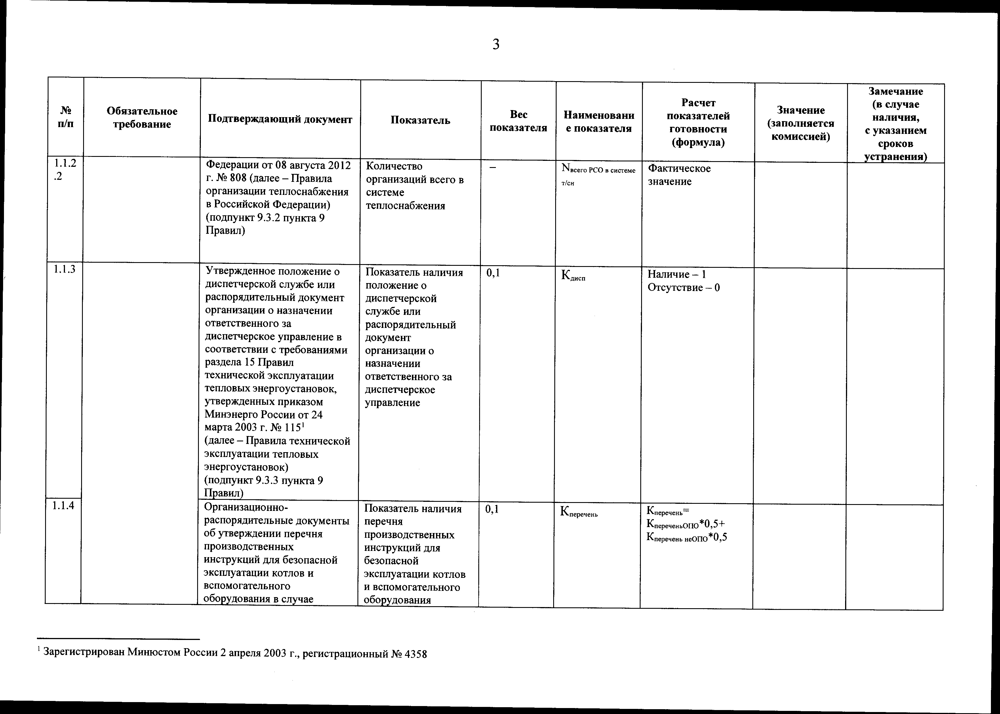 3
№
п/п
Обязательное
требование
Подтверждающий документ
Показатель
Вес
показателя
Наименовани
е показателя
Расчет
показателей
готовности
(формула)
Значение
(заполняется
комиссией)
Замечание
(в случае
наличия,
с указанием
сроков
устранения)
1.1.2
.2
Федерации от 08 августа 2012
г. № 808 (далее – Правила
организации теплоснабжения
в Российской Федерации)
(подпункт 9.3.2 пункта 9
Правил)
Количество
организаций всего в
системе
теплоснабжения
–
Nвсего РСО в системе
т/сн
Фактическое
значение
1.1.3
Утвержденное положение о
диспетчерской службе или
распорядительный документ
организации о назначении
ответственного за
диспетчерское управление в
соответствии с требованиями
раздела 15 Правил
технической эксплуатации
тепловых энергоустановок,
утвержденных приказом
Минэнерго России от 24
марта 2003 г. № 115¹
(далее – Правила технической
эксплуатации тепловых
энергоустановок)
(подпункт 9.3.3 пункта 9
Правил)
Показатель наличия
положение о
диспетчерской
службе или
распорядительный
документ
организации о
назначении
ответственного за
диспетчерское
управление
0,1
Кдисп
Наличие – 1
Отсутствие – 0
1.1.4
Организационно-
распорядительные документы
об утверждении перечня
производственных
инструкций для безопасной
эксплуатации котлов и
вспомогательного
оборудования в случае
Показатель наличия
перечня
производственных
инструкций для
безопасной
эксплуатации котлов
и вспомогательного
оборудования
0,1
Кперечень
Кперечень=
КпереченьОПО*0,5+
Кперечень неОПО*0,5
¹ Зарегистрирован Минюстом России 2 апреля 2003 г., регистрационный № 4358